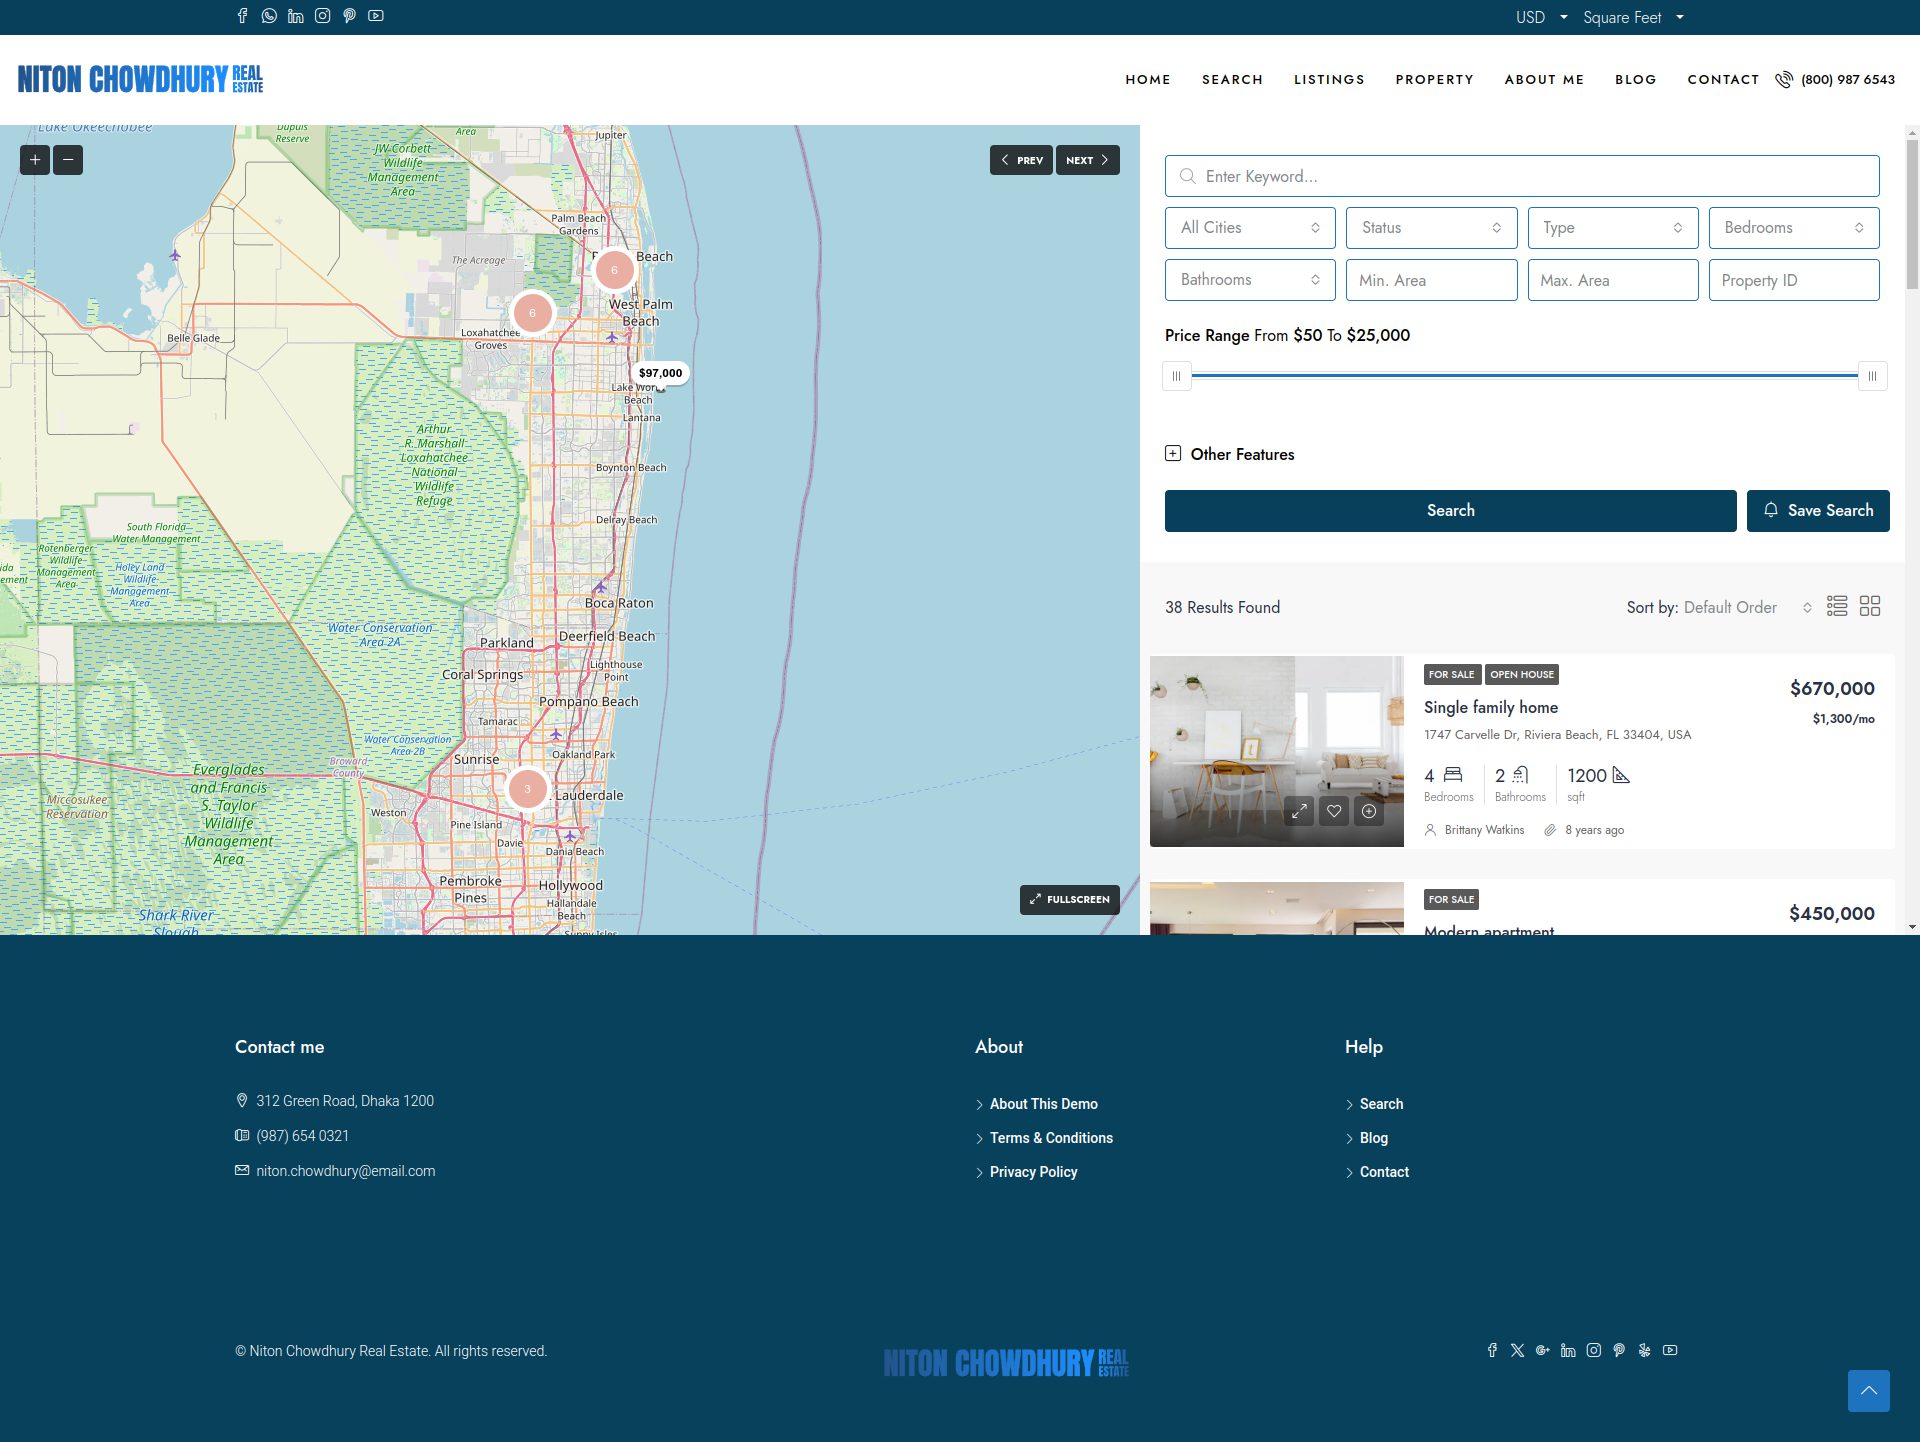 USD
Square Feet
NITON CHOWDHURY REAL ESTATE
HOME
SEARCH
LISTINGS
PROPERTY
ABOUT ME
BLOG
CONTACT
(800) 987 6543
Lake Okeechobee
Dupuis
Reserve
Area
Jupiter
JW Corbett
Wildlife
Management
Area
PREV
NEXT
Palm Beach
Gardens
The Acreage
Beach
6
West Palm
Beach
6
Loxahatchee
Groves
Belle Glade
$97,000
Lake Worth
Beach
Lantana
Arthur
R. Marshall
Loxahatchee
National
Wildlife
Refuge
Boynton Beach
Delray Beach
South Florida
Water Management
Rotenberger
Wildlife
Management
Area
Holey Land
Wildlife
Management
Area
Boca Raton
Water Conservation
Area 2A
Parkland
Deerfield Beach
Lighthouse
Point
Coral Springs
Pompano Beach
Tamarac
Water Conservation
Area 2B
Oakland Park
Sunrise
Broward
County
Everglades
and Francis
S. Taylor
Wildlife
Management
Area
3
Lauderdale
Miccosukee
Reservation
Weston
Pine Island
Davie
Dania Beach
Pembroke
Pines
Hollywood
Hallandale
Beach
Sunny Isles
Shark River
Slough
FULLSCREEN
Enter Keyword...
All Cities
Status
Type
Bedrooms
Bathrooms
Min. Area
Max. Area
Property ID
Price Range From $50 To $25,000
Other Features
Search
Save Search
38 Results Found
Sort by: Default Order
FOR SALE
OPEN HOUSE
$670,000
Single family home
$1,300/mo
1747 Carvelle Dr, Riviera Beach, FL 33404, USA
4
2
1200
Bedrooms
Bathrooms
sqft
Brittany Watkins
8 years ago
FOR SALE
$450,000
Modern apartment
Contact me
312 Green Road, Dhaka 1200
(987) 654 0321
niton.chowdhury@email.com
About
About This Demo
Terms & Conditions
Privacy Policy
Help
Search
Blog
Contact
© Niton Chowdhury Real Estate. All rights reserved.
NITON CHOWDHURY REAL ESTATE